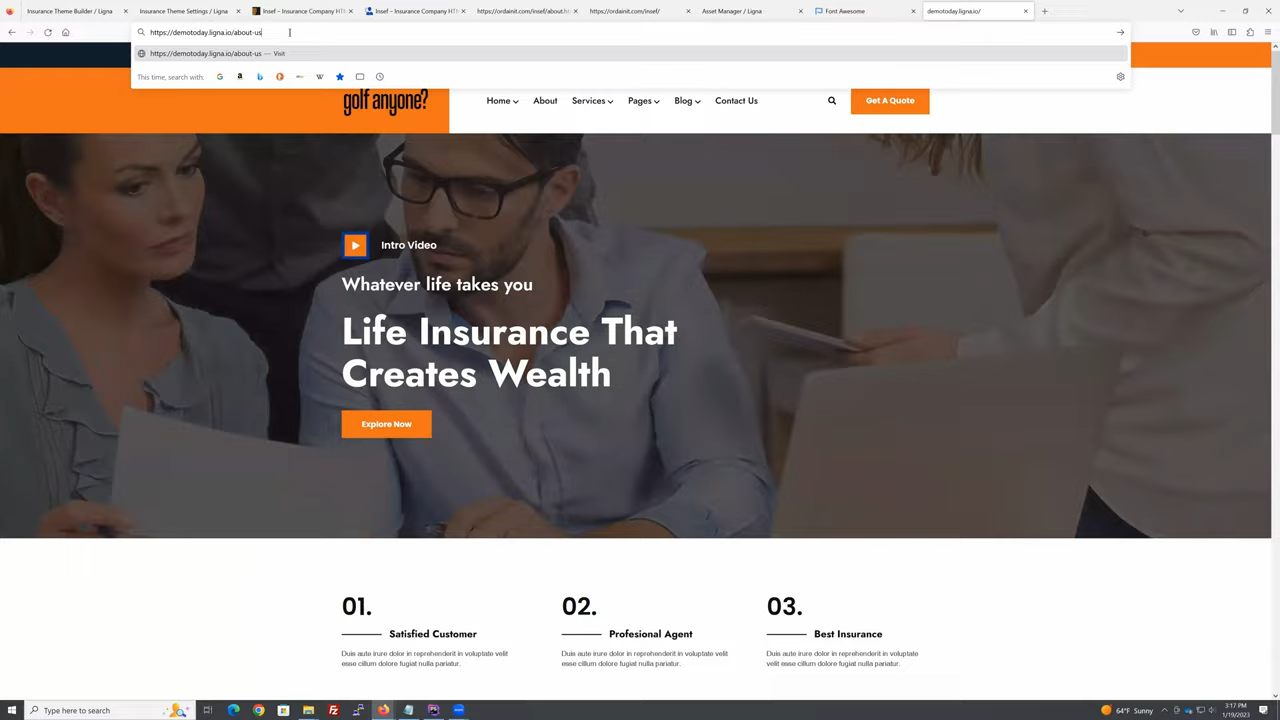 Insurance Theme Builder / Ligna
Insurance Theme Settings / Ligna
Insef – Insurance Company HTM
Insef – Insurance Company HTM
https://ordainit.com/insef/about.ht
https://ordainit.com/insef/
Asset Manager / Ligna
Font Awesome
demotoday.ligna.io/
https://demotoday.ligna.io/about-us
https://demotoday.ligna.io/about-us — Visit
This time, search with:
golf anyone?
Home
About
Services
Pages
Blog
Contact Us
Get A Quote
Intro Video
Whatever life takes you
Life Insurance That
Creates Wealth
Explore Now
01.
Satisfied Customer
Duis aute irure dolor in reprehenderit in voluptate velit
esse cillum dolore fugiat nulla pariatur.
02.
Profesional Agent
Duis aute irure dolor in reprehenderit in voluptate velit
esse cillum dolore fugiat nulla pariatur.
03.
Best Insurance
Duis aute irure dolor in reprehenderit in voluptate velit
esse cillum dolore fugiat nulla pariatur.
Type here to search
64°F Sunny
3:17 PM
1/19/2023